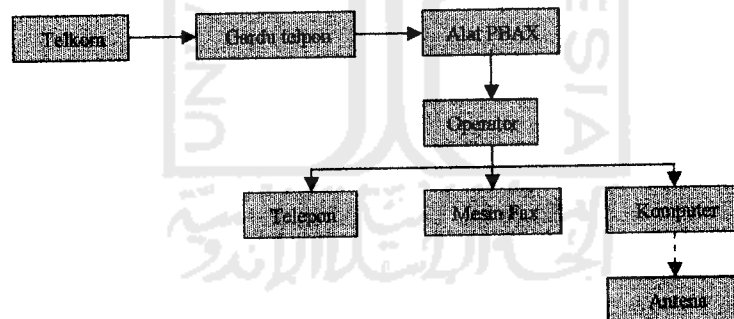 Telkom
Gardu telpon
Alat PBAX
Operator
Telepon
Mesin Fax
Komputer
Antena